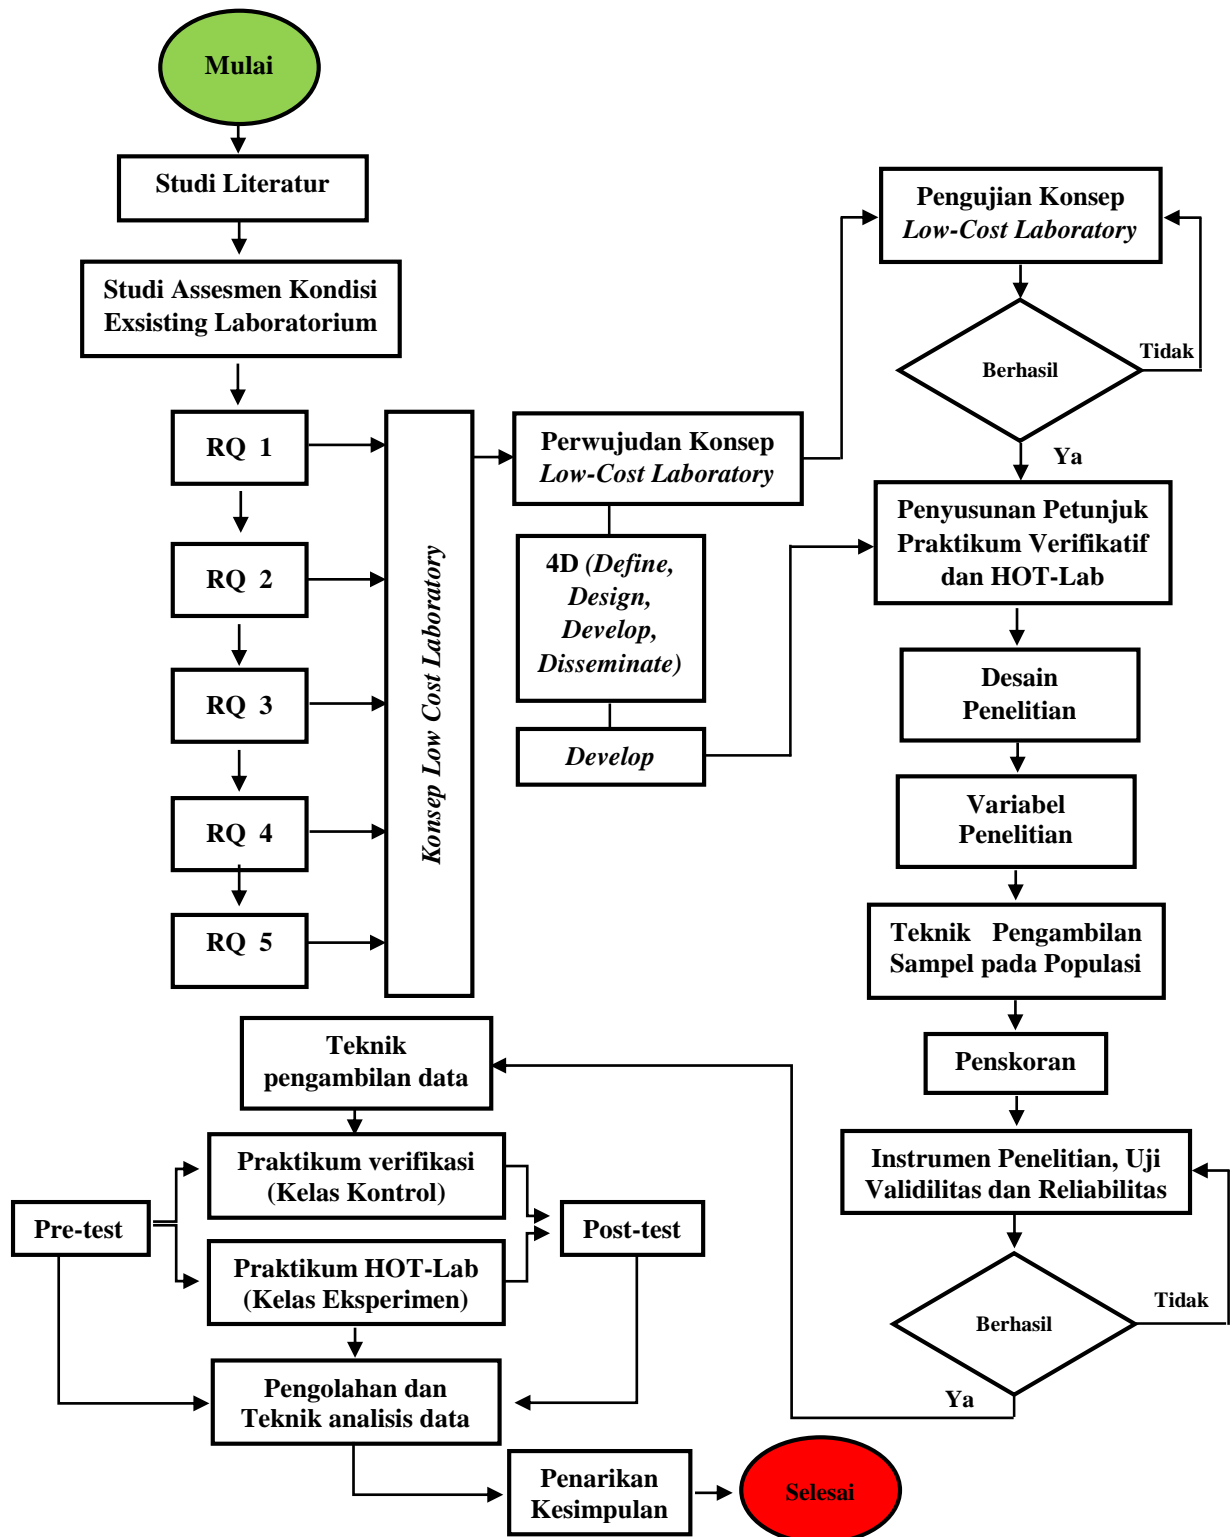 Mulai
Studi Literatur
Studi Assesmen Kondisi
Exsisting Laboratorium
RQ 1
RQ 2
RQ 3
RQ 4
RQ 5
Konsep Low Cost Laboratory
Perwujudan Konsep
Low-Cost Laboratory
4D (Define,
Design,
Develop,
Disseminate)
Develop
Pengujian Konsep
Low-Cost Laboratory
Berhasil
Tidak
Ya
Penyusunan Petunjuk
Praktikum Verifikatif
dan HOT-Lab
Desain
Penelitian
Variabel
Penelitian
Teknik Pengambilan
Sampel pada Populasi
Penskoran
Instrumen Penelitian, Uji
Validilitas dan Reliabilitas
Berhasil
Tidak
Ya
Teknik
pengambilan data
Praktikum verifikasi
(Kelas Kontrol)
Pre-test
Post-test
Praktikum HOT-Lab
(Kelas Eksperimen)
Pengolahan dan
Teknik analisis data
Penarikan
Kesimpulan
Selesai